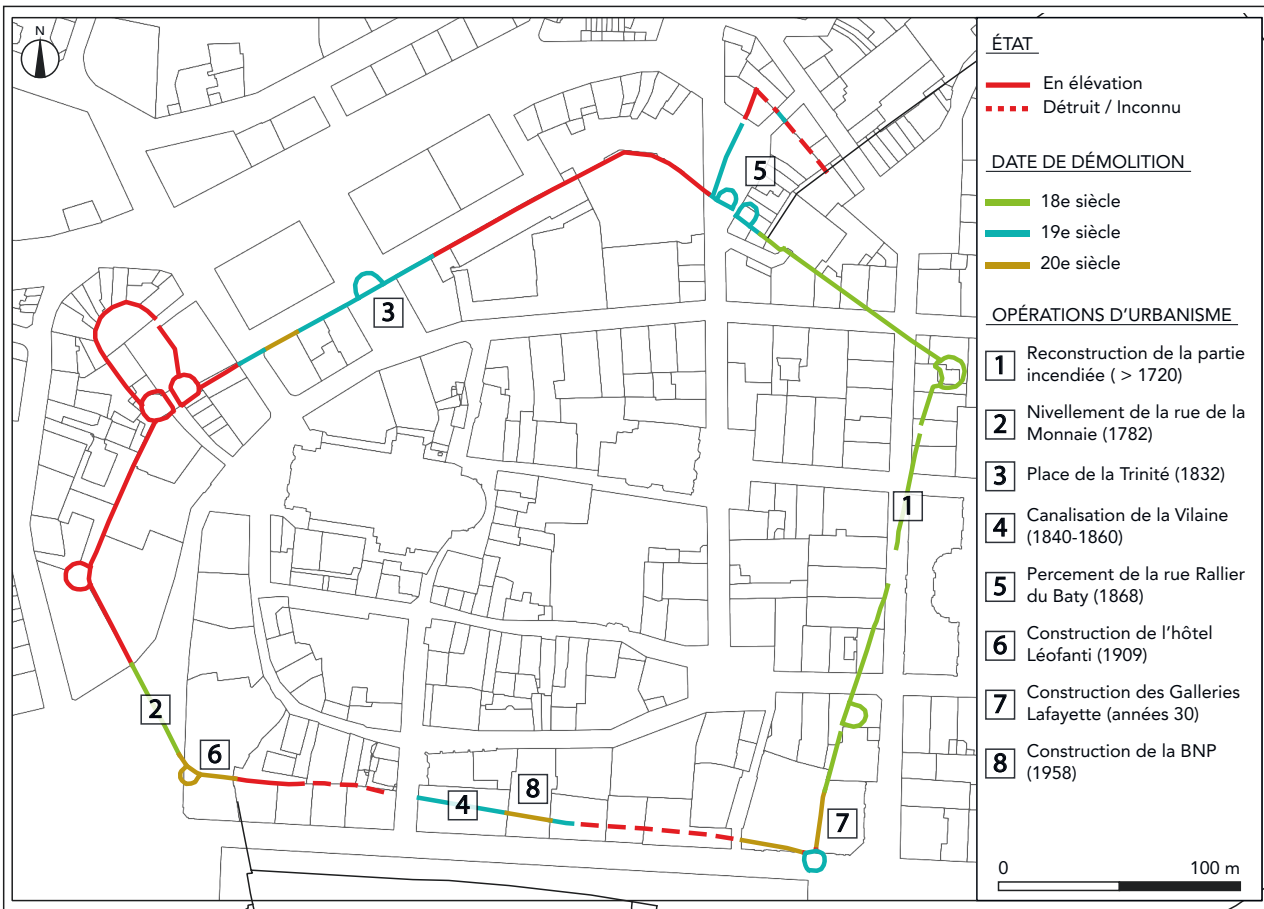 N
5
3
1
2
6
4
8
7
ÉTAT
En élévation
Détruit / Inconnu
DATE DE DÉMOLITION
18e siècle
19e siècle
20e siècle
OPÉRATIONS D'URBANISME
1 Reconstruction de la partie
incendiée ( > 1720)
2 Nivellement de la rue de la
Monnaie (1782)
3 Place de la Trinité (1832)
4 Canalisation de la Vilaine
(1840-1860)
5 Percement de la rue Rallier
du Baty (1868)
6 Construction de l'hôtel
Léofanti (1909)
7 Construction des Galleries
Lafayette (années 30)
8 Construction de la BNP
(1958)
0 100 m